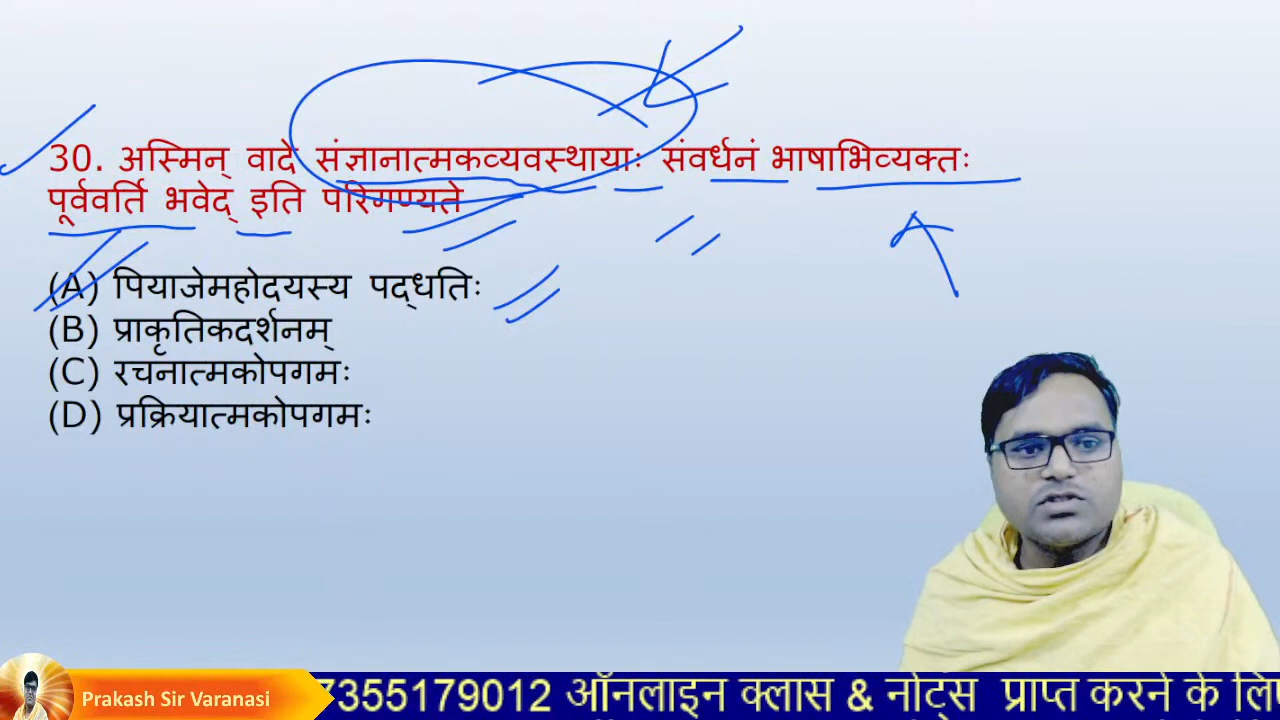 30. अस्मिन् वादे संज्ञानात्मकव्यवस्थायाः संवर्धनं भाषाभिव्यक्तः
पूर्ववर्ति भवेद् इति परिगण्यते
(A) पियाजेमहोदयस्य पद्धतिः
(B) प्राकृतिकदर्शनम्
(C) रचनात्मकोपगमः
(D) प्रक्रियात्मकोपगमः
Prakash Sir Varanasi
7355179012 ऑनलाइन क्लास & नोट्स प्राप्त करने के लि